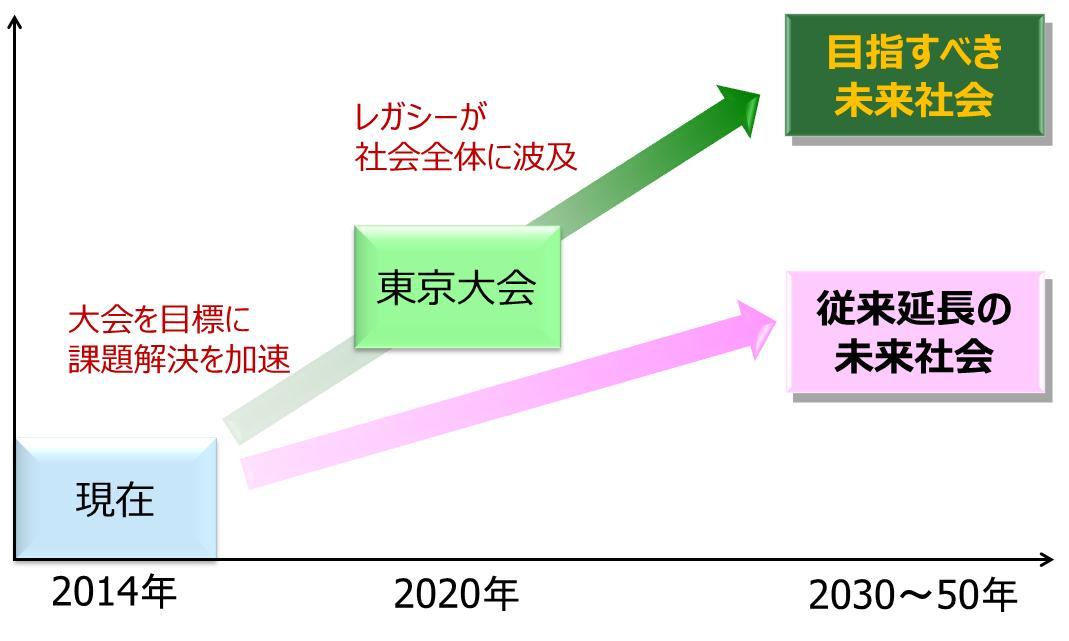 目指すべき
未来社会
レガシーが
社会全体に波及
東京大会
従来延長の
未来社会
大会を目標に
課題解決を加速
現在
2014年
2020年
2030～50年